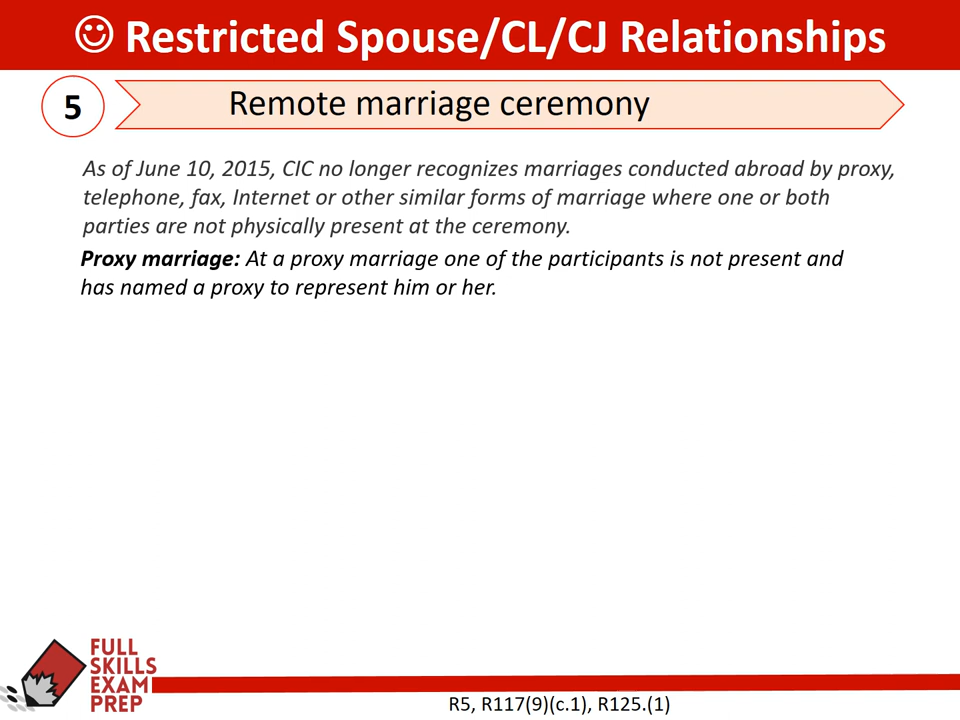 ☺ Restricted Spouse/CL/CJ Relationships
5
Remote marriage ceremony
As of June 10, 2015, CIC no longer recognizes marriages conducted abroad by proxy,
telephone, fax, Internet or other similar forms of marriage where one or both
parties are not physically present at the ceremony.
Proxy marriage: At a proxy marriage one of the participants is not present and
has named a proxy to represent him or her.
FULL
SKILLS
EXAM
PREP
R5, R117(9)(c.1), R125.(1)